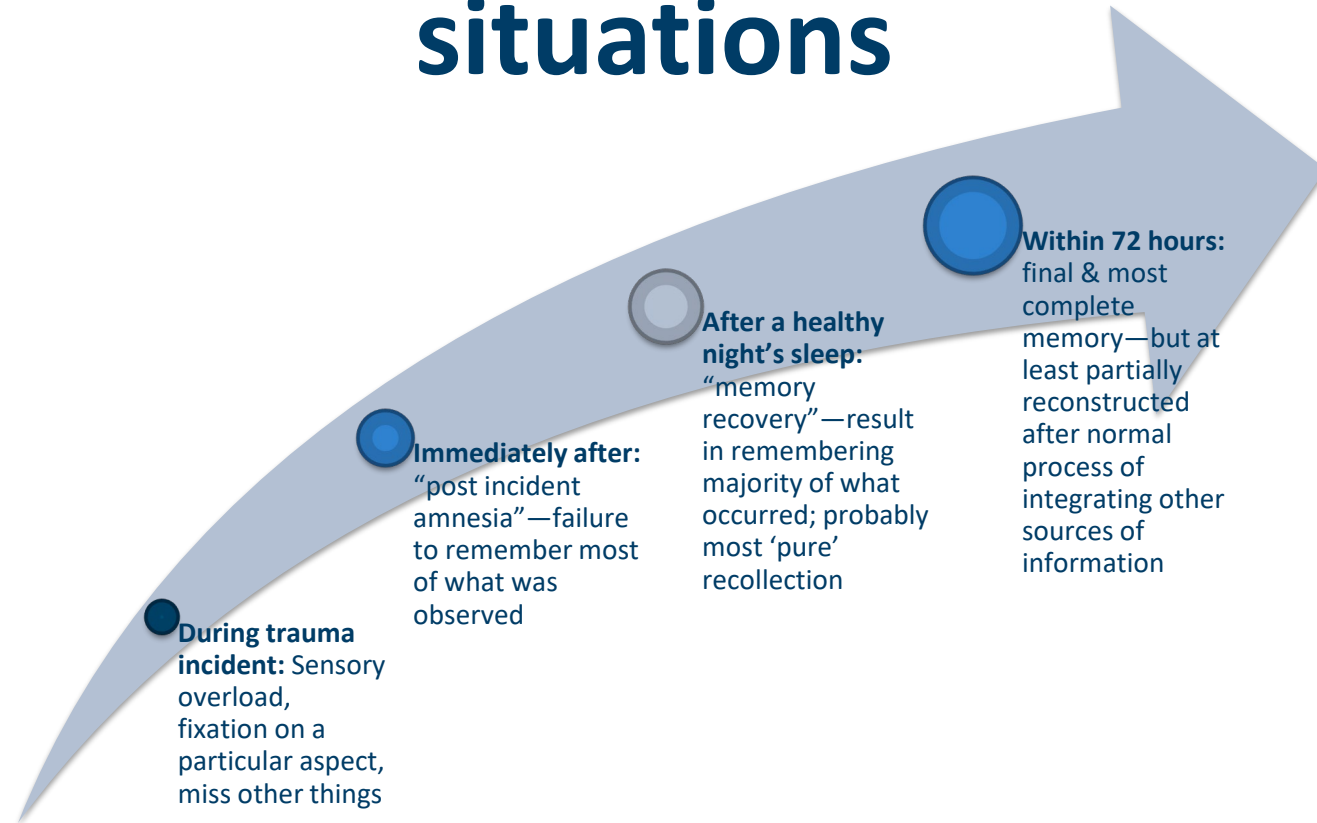 situations
During trauma
incident: Sensory
overload,
fixation on a
particular aspect,
miss other things
Immediately after:
“post incident
amnesia”—failure
to remember most
of what was
observed
After a healthy
night’s sleep:
“memory
recovery”—result
in remembering
majority of what
occurred; probably
most ‘pure’
recollection
Within 72 hours:
final & most
complete
memory—but at
least partially
reconstructed
after normal
process of
integrating other
sources of
information